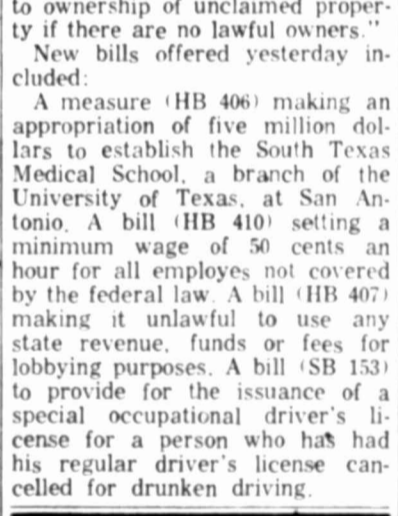 to ownership of unclaimed proper-
ty if there are no lawful owners."
New bills offered yesterday in-
cluded:
A measure (HB 406) making an
appropriation of five million dol-
lars to establish the South Texas
Medical School, a branch of the
University of Texas, at San An-
tonio. A bill (HB 410) setting a
minimum wage of 50 cents an
hour for all employes not covered
by the federal law. A bill (HB 407)
making it unlawful to use any
state revenue, funds or fees for
lobbying purposes. A bill (SB 153)
to provide for the issuance of a
special occupational driver's li-
cense for a person who has had
his regular driver's license can-
celled for drunken driving.